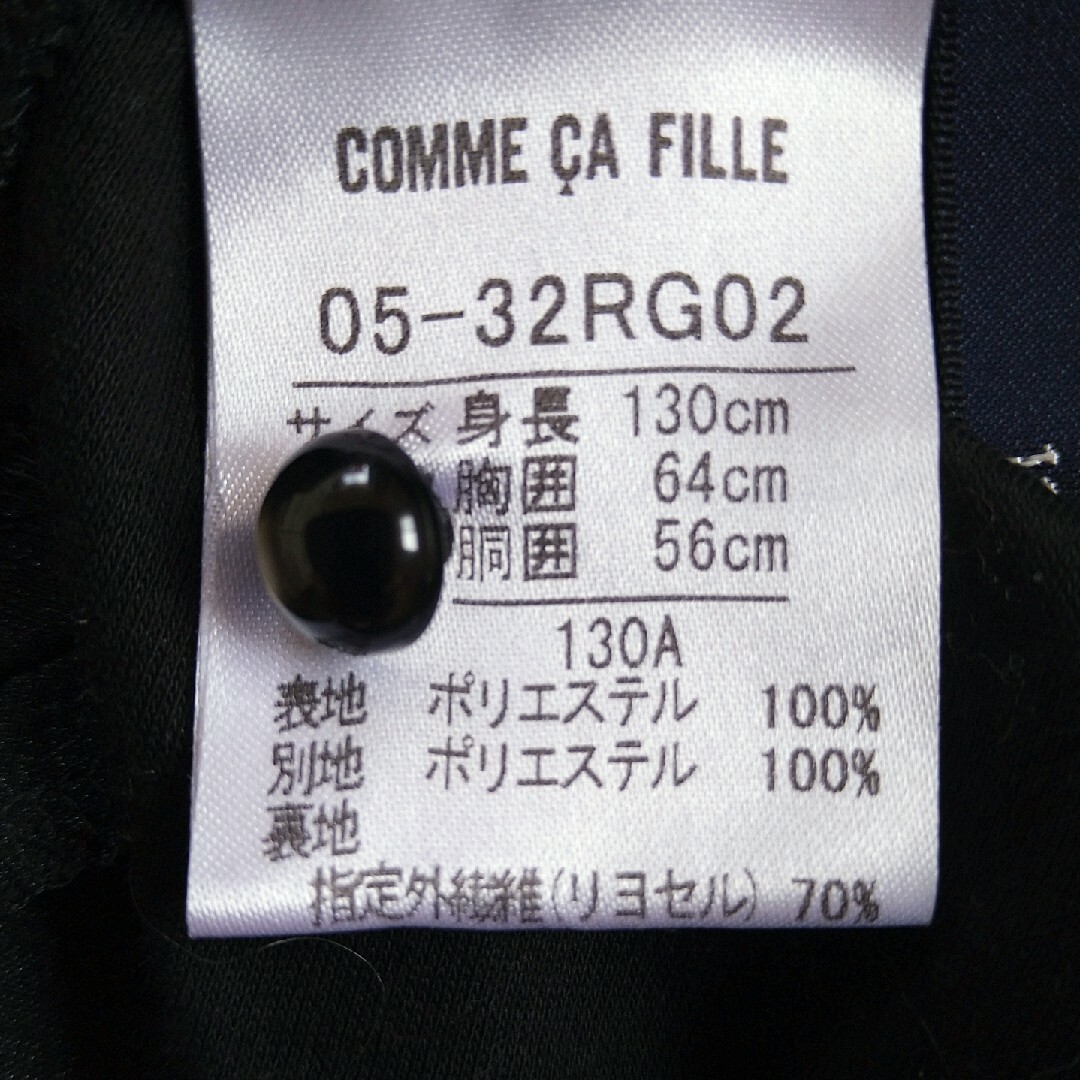 COMME ÇA FILLE
05-32RG02
サイズ 身長 130cm
胸囲 64cm
胴囲 56cm
130A
表地 ポリエステル 100%
別地 ポリエステル 100%
裏地
指定外繊維(リヨセル) 70%